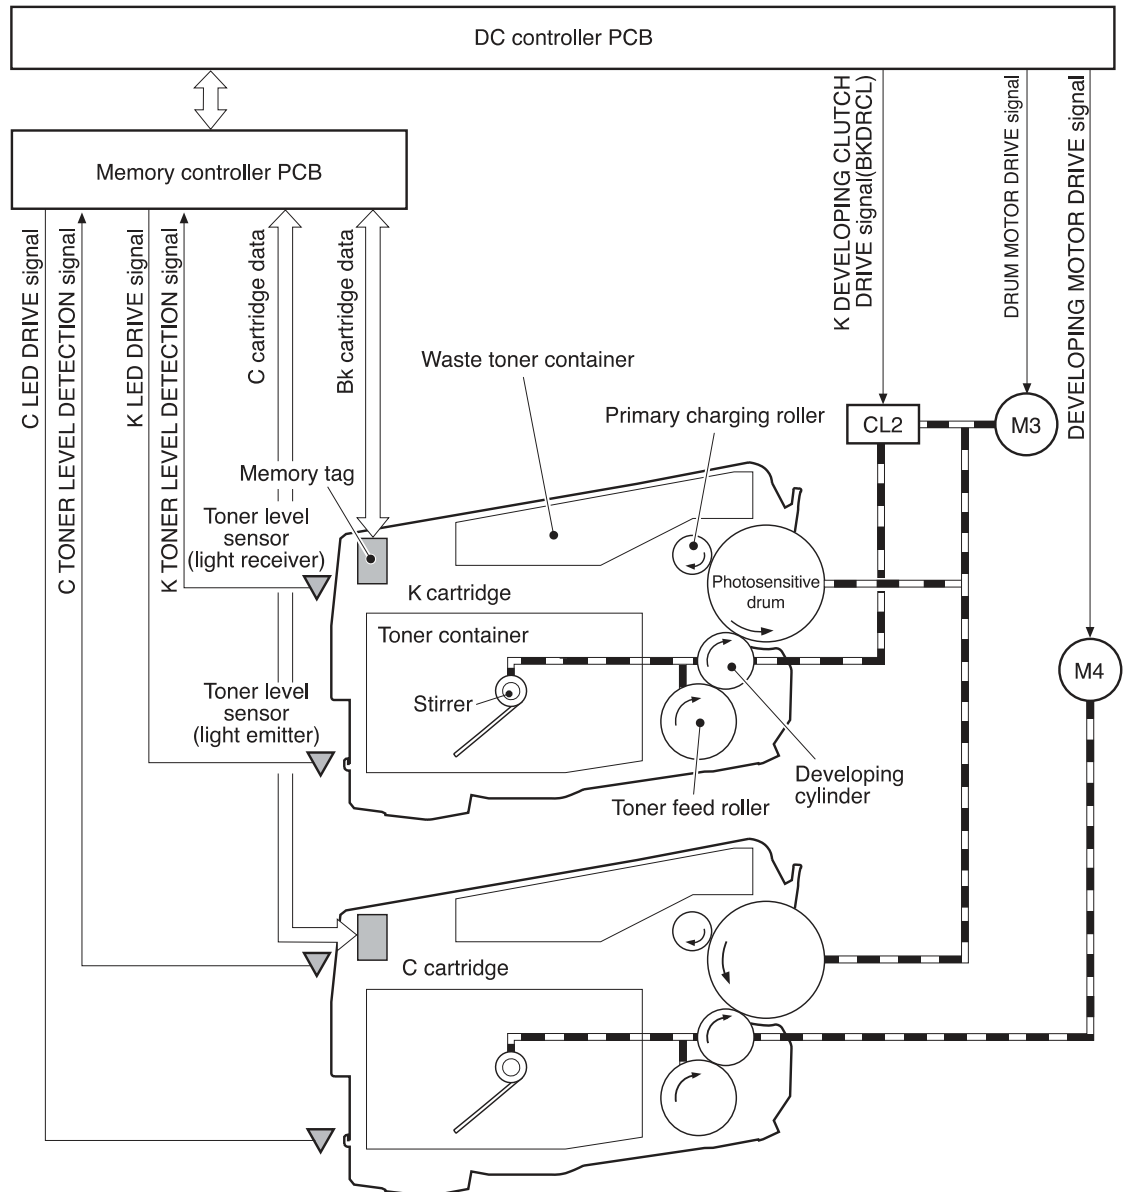 DC controller PCB
Memory controller PCB
C LED DRIVE signal
C TONER LEVEL DETECTION signal
K LED DRIVE signal
K TONER LEVEL DETECTION signal
C cartridge data
Bk cartridge data
K DEVELOPING CLUTCH
DRIVE signal(BKDRCL)
DRUM MOTOR DRIVE signal
DEVELOPING MOTOR DRIVE signal
Waste toner container
Primary charging roller
CL2
M3
Memory tag
Toner level
sensor
(light receiver)
K cartridge
Photosensitive
drum
Toner container
M4
Toner level
sensor
(light emitter)
Stirrer
Developing
cylinder
Toner feed roller
C cartridge